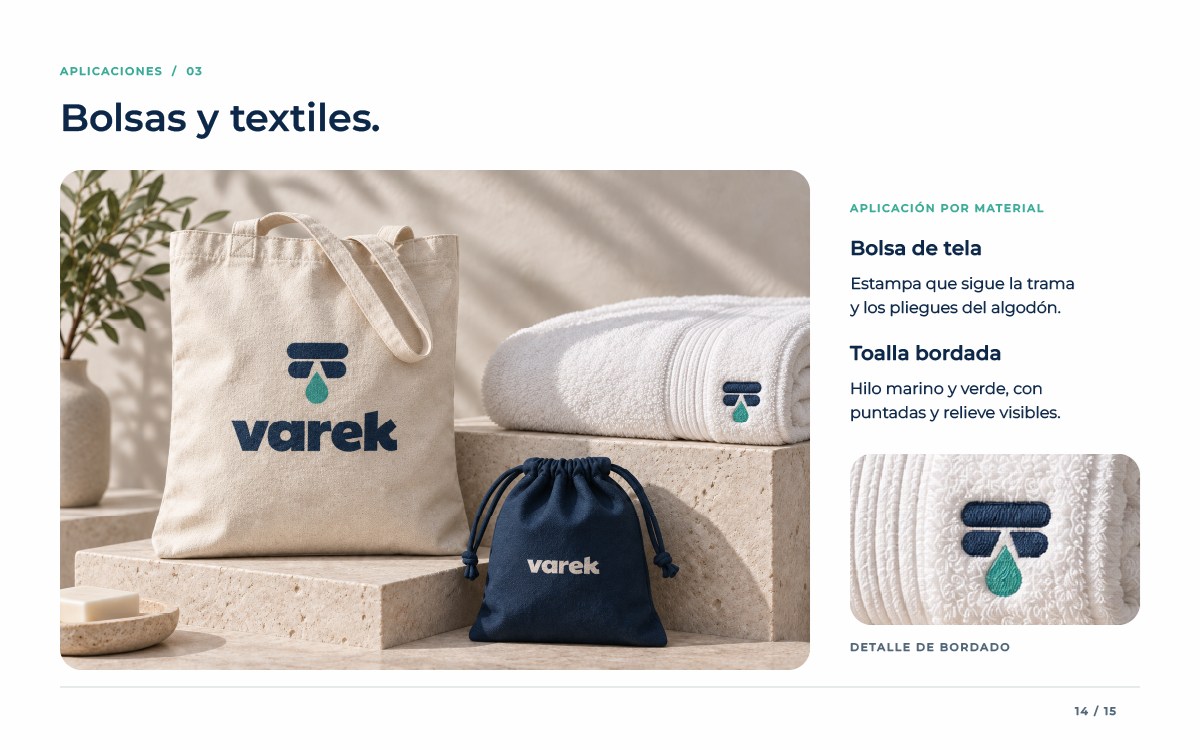 APLICACIONES / 03
Bolsas y textiles.
varek
varek
APLICACIÓN POR MATERIAL
Bolsa de tela
Estampa que sigue la trama
y los pliegues del algodón.
Toalla bordada
Hilo marino y verde, con
puntadas y relieve visibles.
DETALLE DE BORDADO
14 / 15